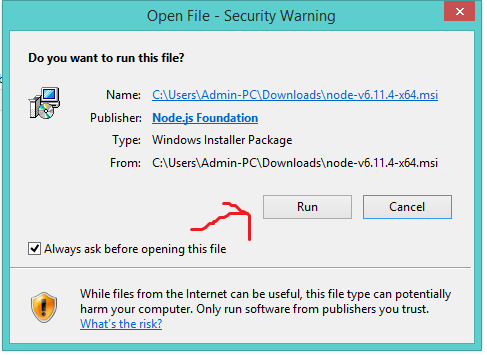 Open File - Security Warning
Do you want to run this file?
Name: C:\Users\Admin-PC\Downloads\node-v6.11.4-x64.msi
Publisher: Node.js Foundation
Type: Windows Installer Package
From: C:\Users\Admin-PC\Downloads\node-v6.11.4-x64.msi
Run Cancel
Always ask before opening this file
While files from the Internet can be useful, this file type can potentially
harm your computer. Only run software from publishers you trust.
What's the risk?